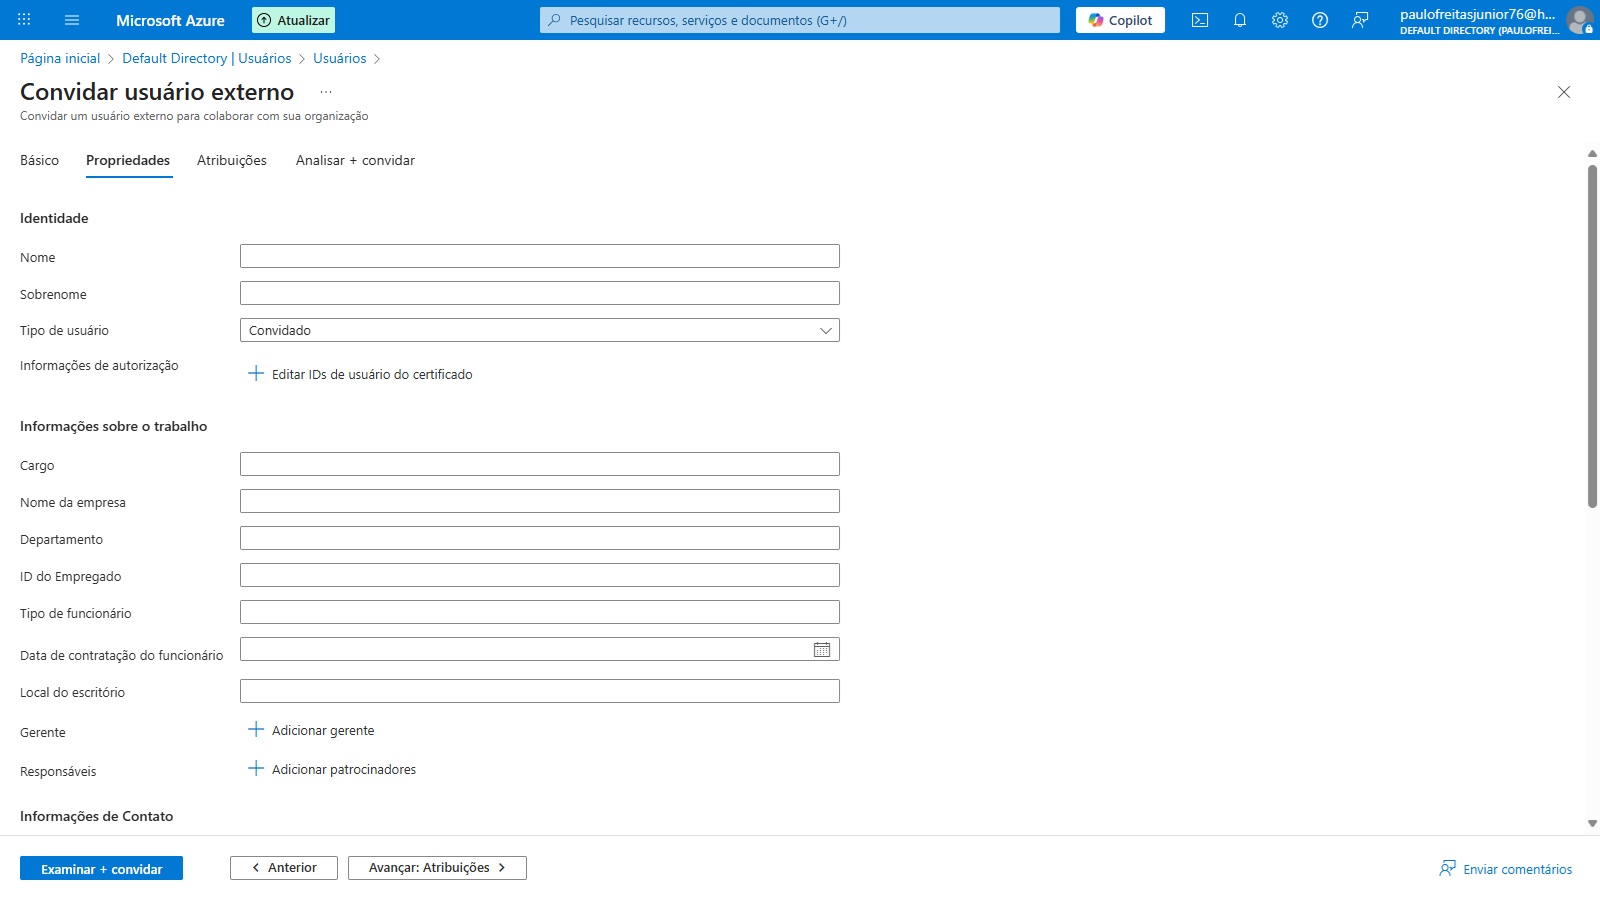 Microsoft Azure
Atualizar
Pesquisar recursos, serviços e documentos (G+/)
Copilot
paulofreitasjunior76@h...
DEFAULT DIRECTORY (PAULOFREI...
Página inicial > Default Directory | Usuários > Usuários >
Convidar usuário externo ...
Convidar um usuário externo para colaborar com sua organização
Básico Propriedades Atribuições Analisar + convidar
Identidade
Nome
Sobrenome
Tipo de usuário Convidado
Informações de autorização
Editar IDs de usuário do certificado
Informações sobre o trabalho
Cargo
Nome da empresa
Departamento
ID do Empregado
Tipo de funcionário
Data de contratação do funcionário
Local do escritório
Gerente Adicionar gerente
Responsáveis Adicionar patrocinadores
Informações de Contato
Examinar + convidar < Anterior Avançar: Atribuições > Enviar comentários